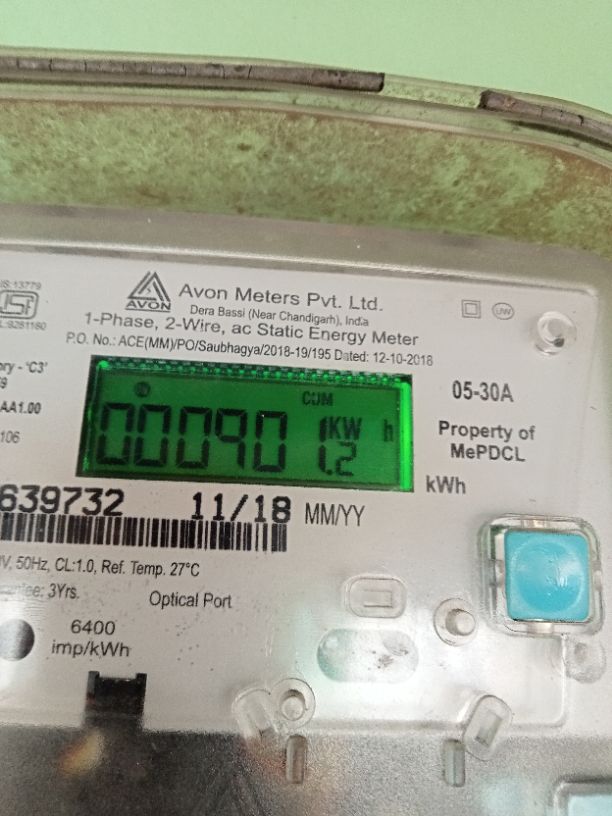 IS:13779
AVON
Avon Meters Pvt. Ltd.
Dera Bassi (Near Chandigarh), India
1-Phase, 2-Wire, ac Static Energy Meter
P.O. No.: ACE(MM)/PO/Saubhagya/2018-19/195 Dated: 12-10-2018
ory - 'C3'
AA1.00
106
CUM
KW h
000901.2
05-30A
Property of
MePDCL
kWh
639732 11/18 MM/YY
V, 50Hz, CL:1.0, Ref. Temp. 27°C
3Yrs.
Optical Port
6400
imp/kWh